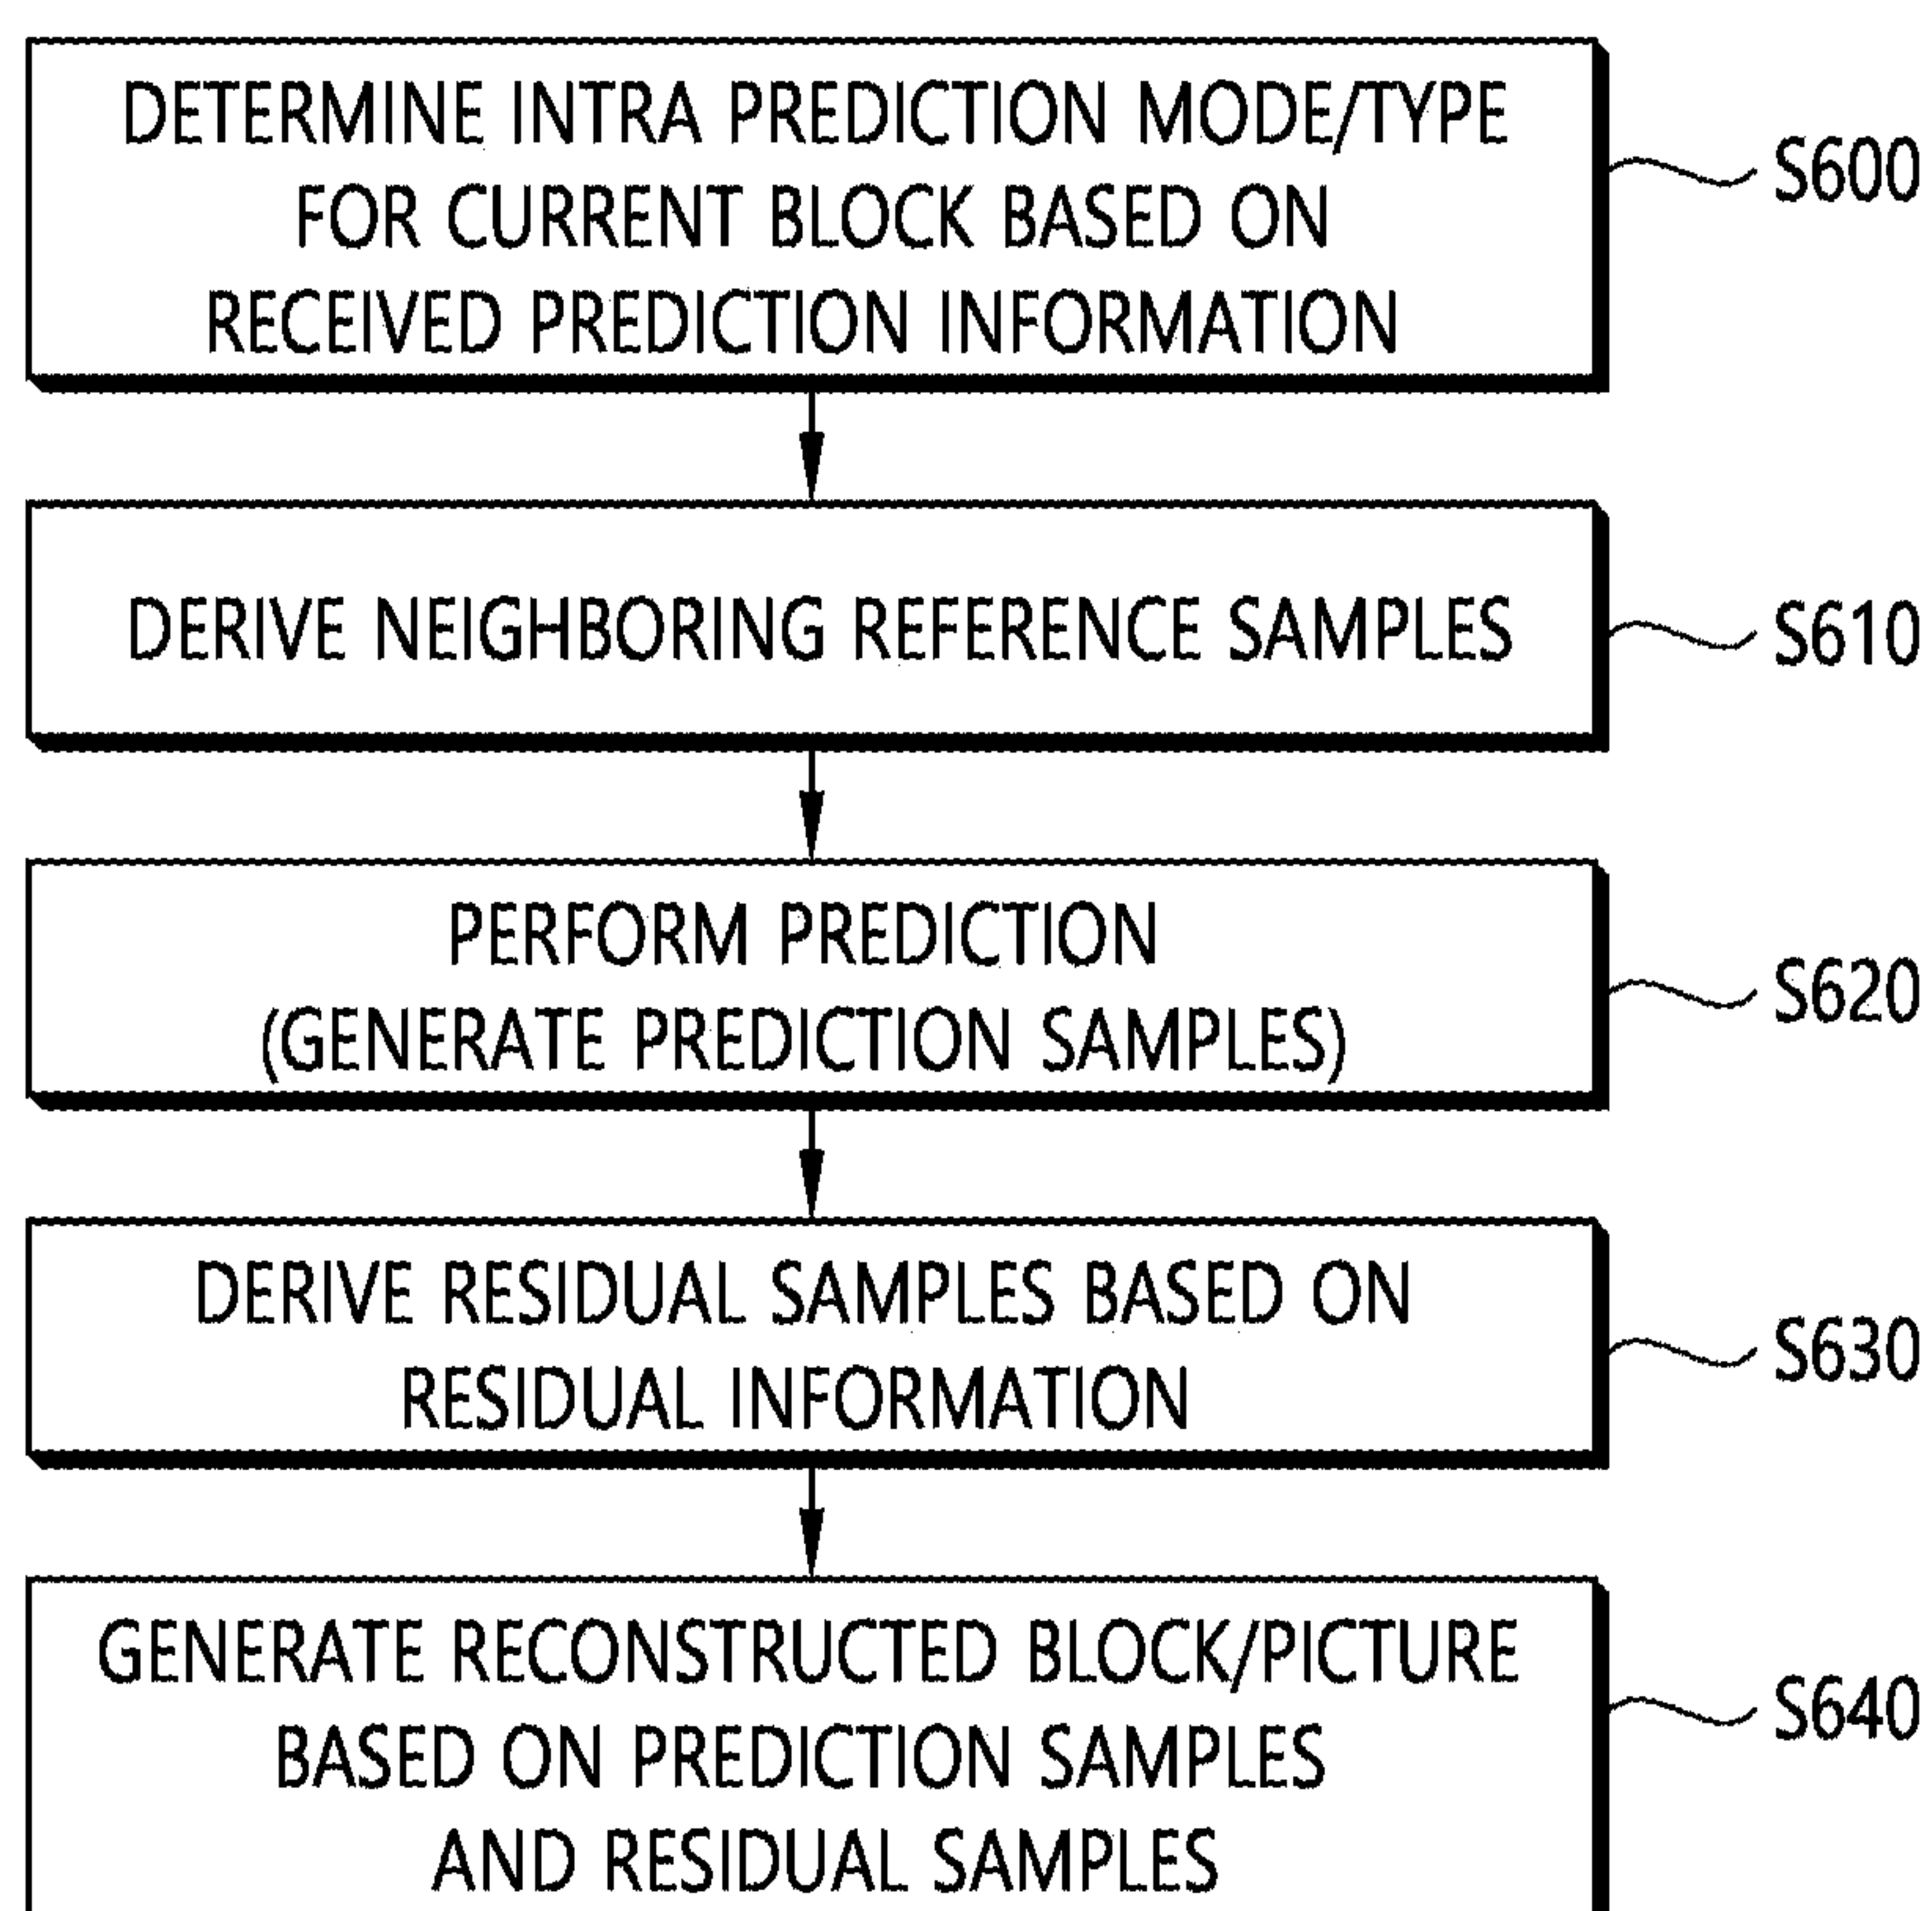 DETERMINE INTRA PREDICTION MODE/TYPE
FOR CURRENT BLOCK BASED ON
RECEIVED PREDICTION INFORMATION
S600
DERIVE NEIGHBORING REFERENCE SAMPLES
S610
PERFORM PREDICTION
(GENERATE PREDICTION SAMPLES)
S620
DERIVE RESIDUAL SAMPLES BASED ON
RESIDUAL INFORMATION
S630
GENERATE RECONSTRUCTED BLOCK/PICTURE
BASED ON PREDICTION SAMPLES
AND RESIDUAL SAMPLES
S640